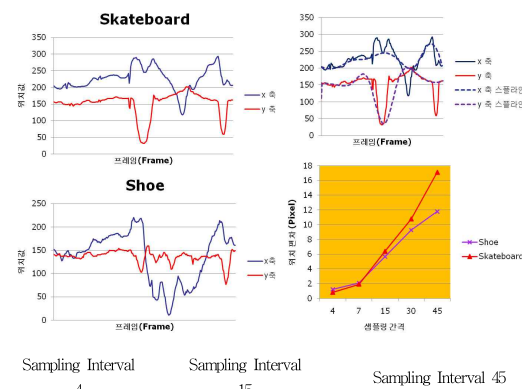 Skateboard
350
300
250
200
150
100
50
0
위치값
프레임(Frame)
x 축
y 축
350
300
250
200
150
100
50
0
위치값
프레임(Frame)
x 축
y 축
x 축 스플라인
y 축 스플라인
Shoe
250
200
150
100
50
0
위치값
프레임(Frame)
x 축
y 축
18
16
14
12
10
8
6
4
2
0
위치 편차(Pixel)
4 7 15 30 45
샘플링 간격
Shoe
Skateboard
Sampling Interval
4
Sampling Interval
15
Sampling Interval 45